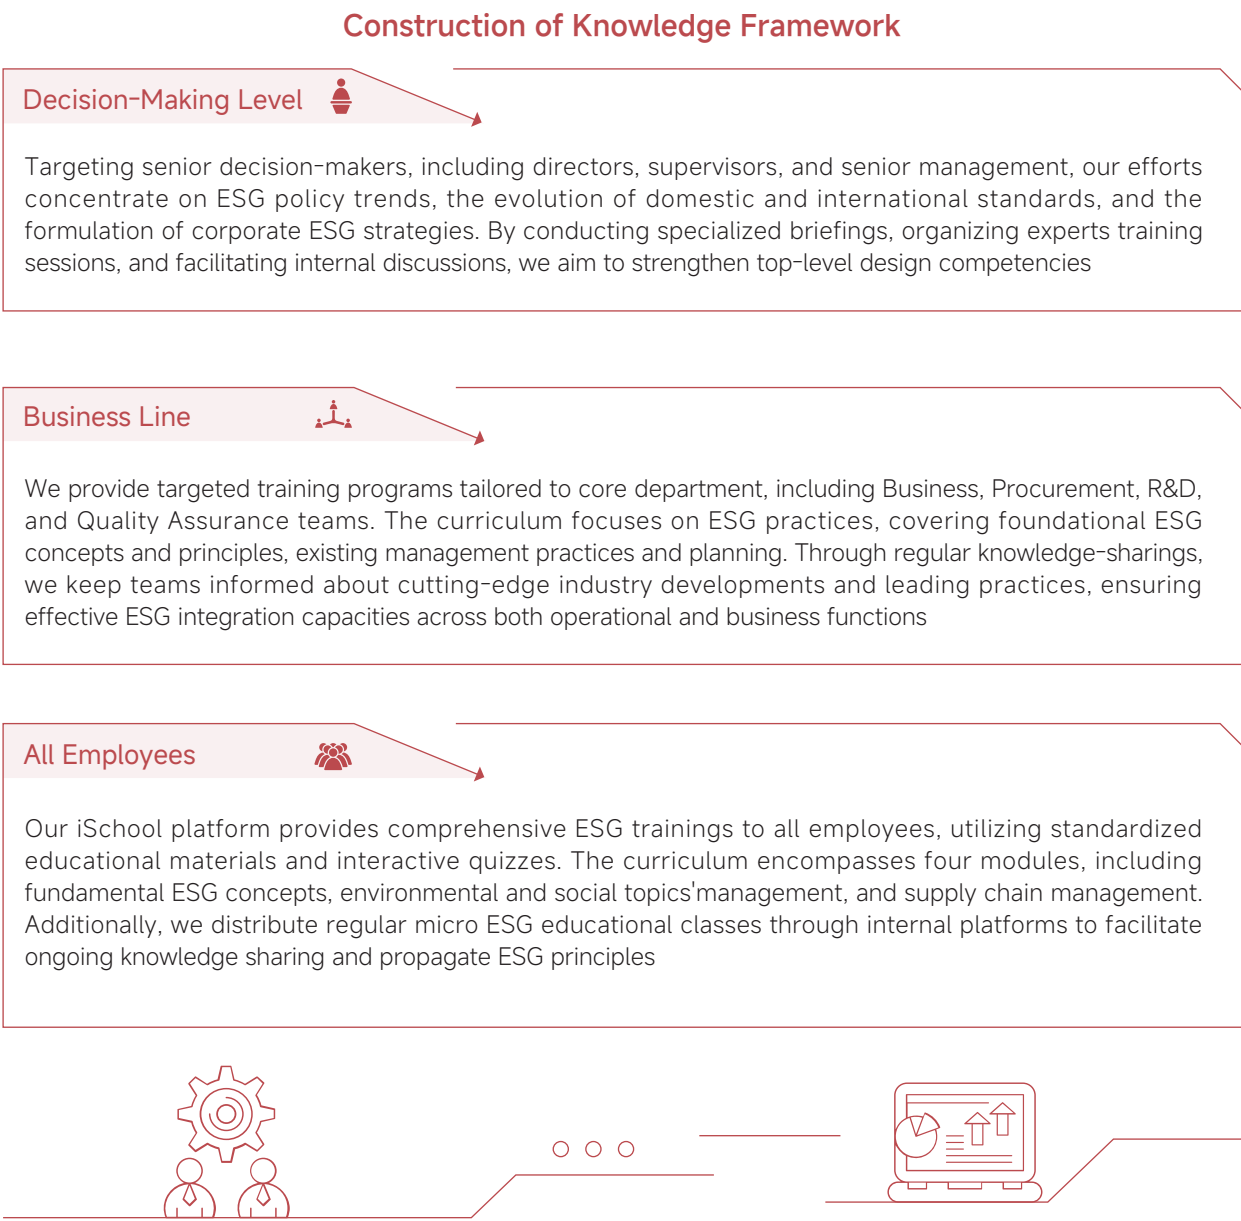 Construction of Knowledge Framework
Decision-Making Level
Targeting senior decision-makers, including directors, supervisors, and senior management, our efforts
concentrate on ESG policy trends, the evolution of domestic and international standards, and the
formulation of corporate ESG strategies. By conducting specialized briefings, organizing experts training
sessions, and facilitating internal discussions, we aim to strengthen top-level design competencies
Business Line
We provide targeted training programs tailored to core department, including Business, Procurement, R&D,
and Quality Assurance teams. The curriculum focuses on ESG practices, covering foundational ESG
concepts and principles, existing management practices and planning. Through regular knowledge-sharings,
we keep teams informed about cutting-edge industry developments and leading practices, ensuring
effective ESG integration capacities across both operational and business functions
All Employees
Our iSchool platform provides comprehensive ESG trainings to all employees, utilizing standardized
educational materials and interactive quizzes. The curriculum encompasses four modules, including
fundamental ESG concepts, environmental and social topics'management, and supply chain management.
Additionally, we distribute regular micro ESG educational classes through internal platforms to facilitate
ongoing knowledge sharing and propagate ESG principles